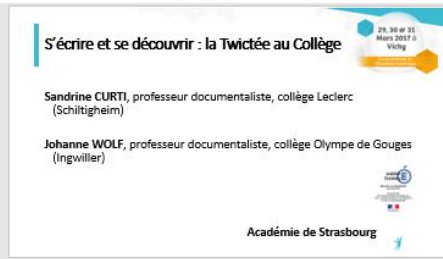 S'écrire et se découvrir : la Twictée au Collège
29, 30 et 31
Mars 2017 à
Vichy
Sandrine CURTI, professeur documentaliste, collège Leclerc
(Schiltigheim)
Johanne WOLF, professeur documentaliste, collège Olympe de Gouges
(Ingwiller)
Académie de Strasbourg